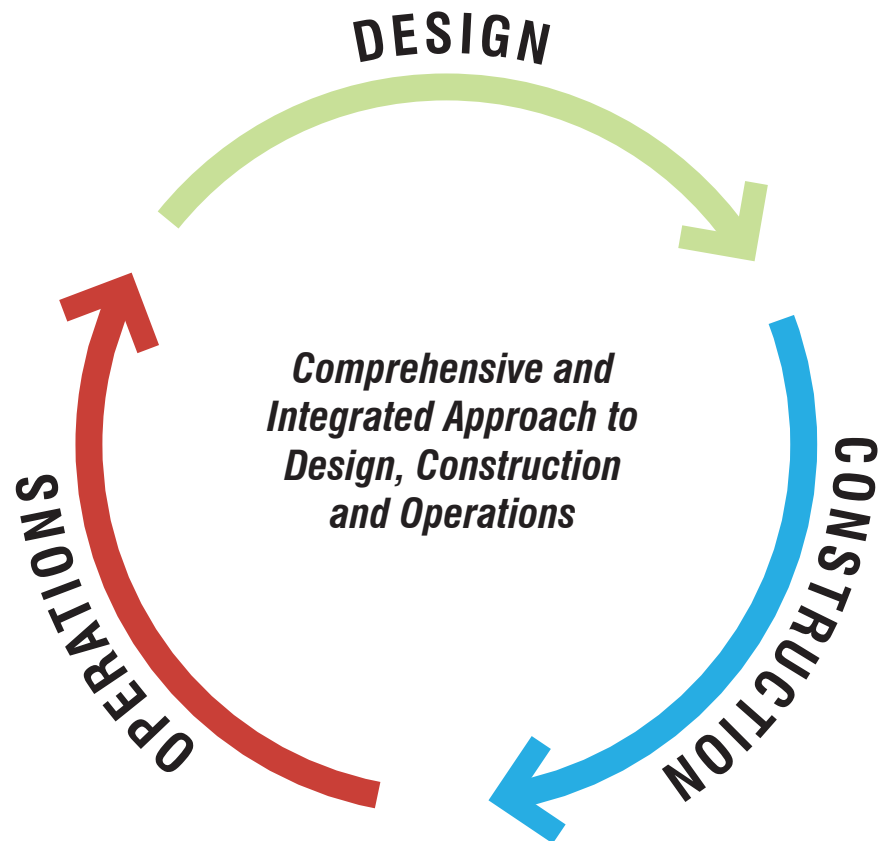 DESIGN
Comprehensive and
Integrated Approach to
Design, Construction
and Operations
CONSTRUCTION
OPERATIONS